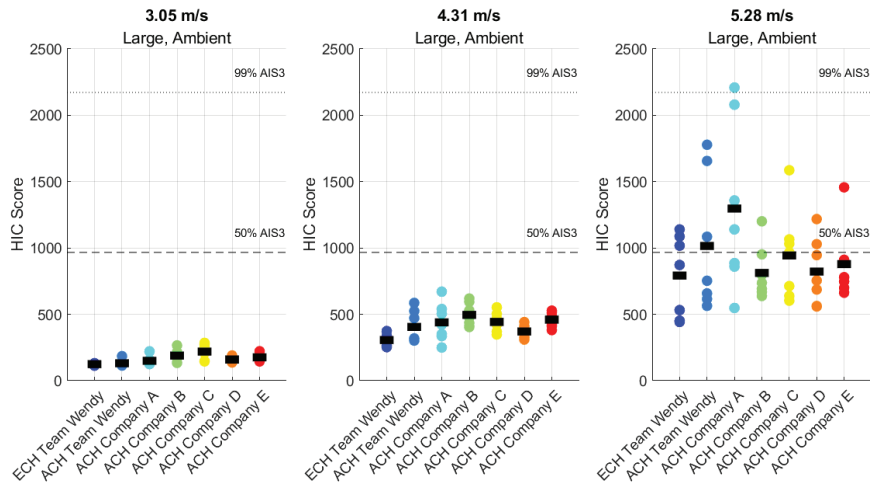 3.05 m/s
Large, Ambient
2500
2000
1500
1000
500
0
HIC Score
99% AIS3
50% AIS3
ECH Team Wendy
ACH Team Wendy
ACH Company A
ACH Company B
ACH Company C
ACH Company D
ACH Company E
4.31 m/s
Large, Ambient
2500
2000
1500
1000
500
0
HIC Score
99% AIS3
50% AIS3
ECH Team Wendy
ACH Team Wendy
ACH Company A
ACH Company B
ACH Company C
ACH Company D
ACH Company E
5.28 m/s
Large, Ambient
2500
2000
1500
1000
500
0
HIC Score
99% AIS3
50% AIS3
ECH Team Wendy
ACH Team Wendy
ACH Company A
ACH Company B
ACH Company C
ACH Company D
ACH Company E